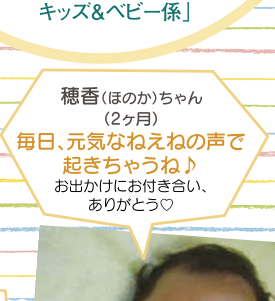 キッズ&ベビー係」
穂香(ほのか)ちゃん
(2ヶ月)
毎日、元気なねえねの声で
起きちゃうね♪
お出かけにお付き合い、
ありがとう♡